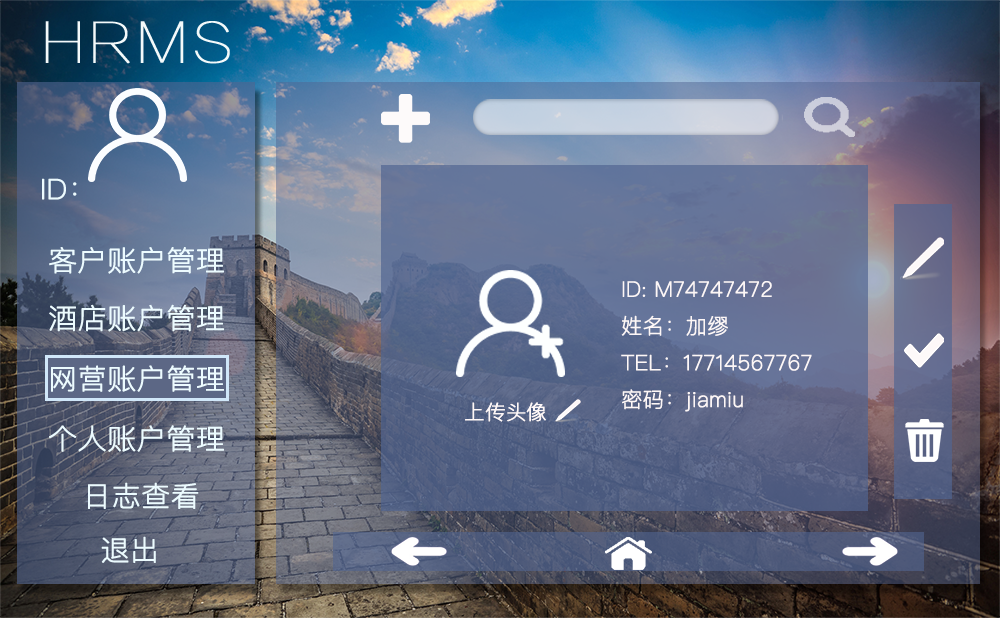 HRMS
ID:
客户账户管理
酒店账户管理
网营账户管理
个人账户管理
日志查看
退出
上传头像
ID: M74747472
姓名：加缪
TEL：17714567767
密码：jiamiu